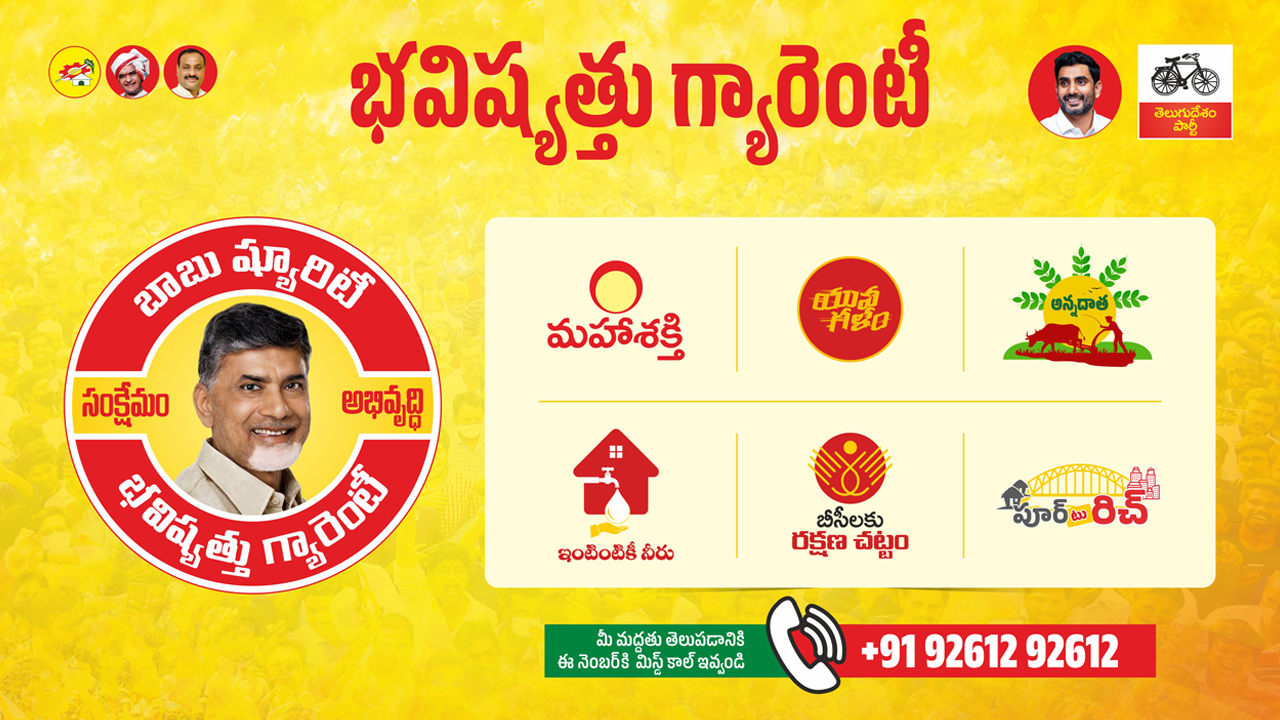 భవిష్యత్తు గ్యారెంటీ
తెలుగుదేశం
పార్టీ
బాబు ష్యూరిటీ
సంక్షేమం
అభివృద్ధి
భవిష్యత్తు గ్యారెంటీ
మహాశక్తి
యువ
గళం
అన్నదాత
ఇంటింటికీ నీరు
బీసీలకు
రక్షణ చట్టం
పూర్ టు రిచ్
మీ మద్దతు తెలుపడానికి
ఈ నెంబర్‌కి మిస్డ్ కాల్ ఇవ్వండి
+91 92612 92612